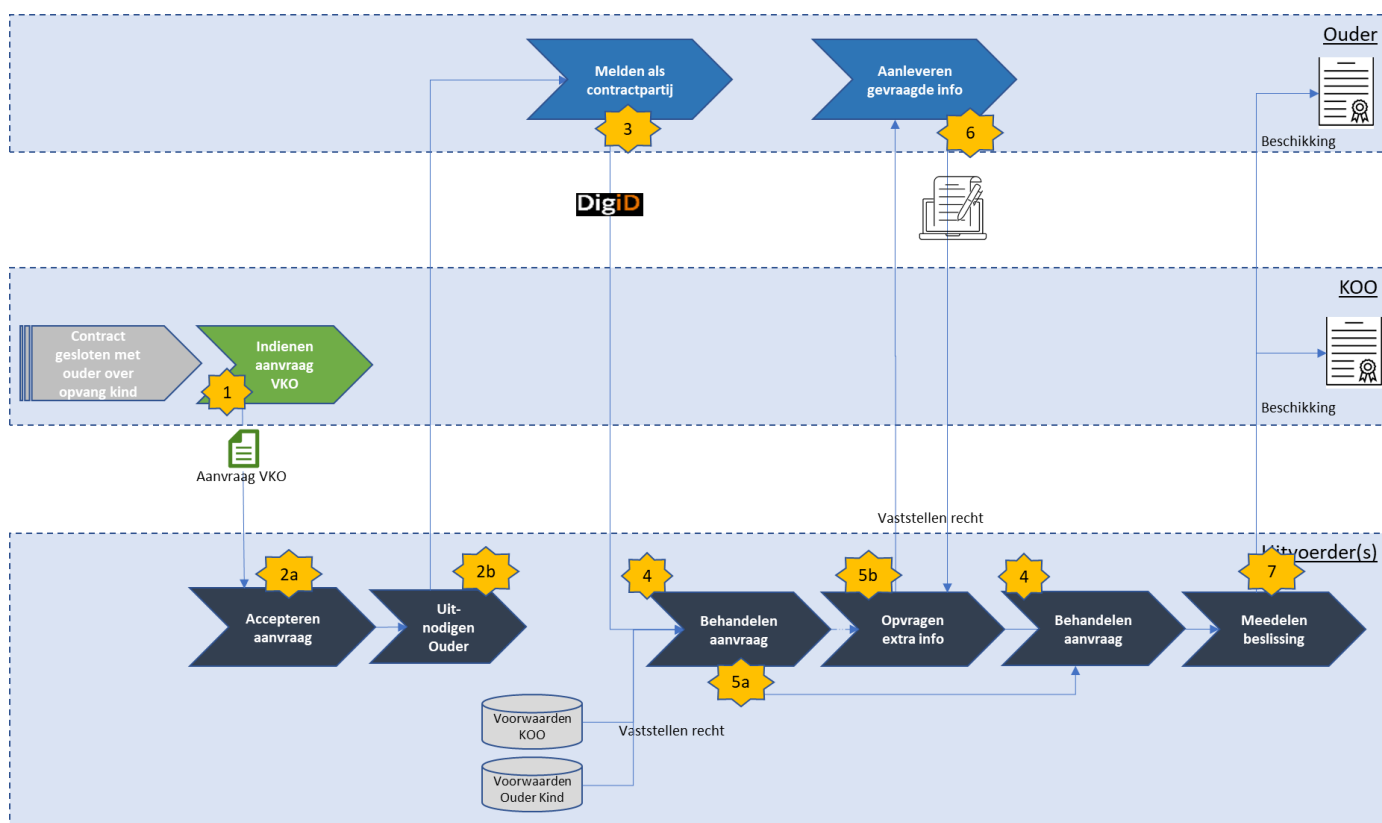 Ouder
Melden als
contractpartij
3
Aanleveren
gevraagde info
6
Beschikking
DigiD
KOO
Contract
gesloten met
ouder over
opvang kind
Indienen
aanvraag
VKO
1
Beschikking
Aanvraag VKO
Vaststellen recht
Uitvoerder(s)
2a
Accepteren
aanvraag
2b
Uit-
nodigen
Ouder
4
Behandelen
aanvraag
5a
5b
Opvragen
extra info
4
Behandelen
aanvraag
7
Meedelen
beslissing
Voorwaarden
KOO
Vaststellen recht
Voorwaarden
Ouder Kind